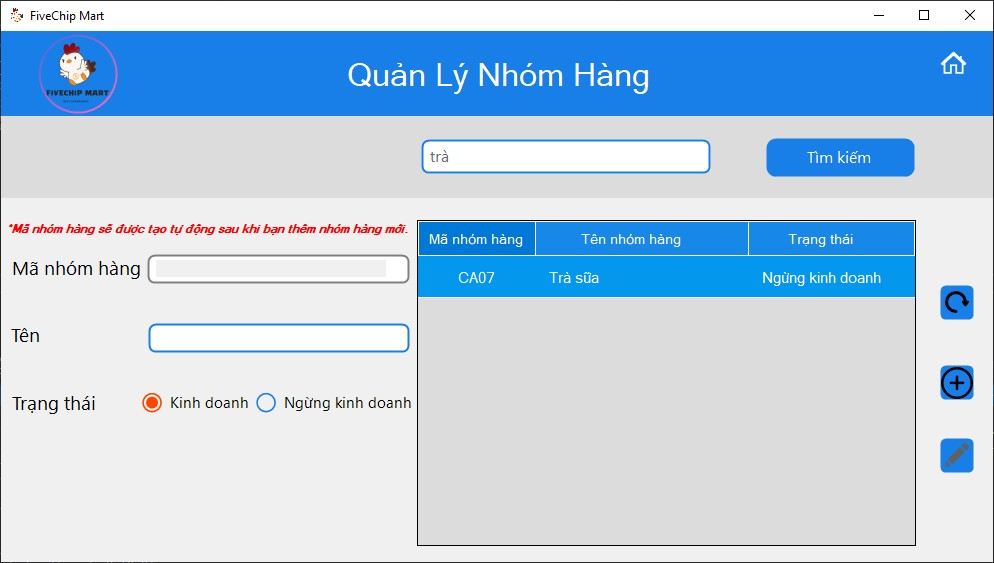 FiveChip Mart
FIVECHIP MART
Quản Lý Nhóm Hàng
trà
Tìm kiếm
*Mã nhóm hàng sẽ được tạo tự động sau khi bạn thêm nhóm hàng mới.
Mã nhóm hàng
Tên
Trạng thái
Kinh doanh
Ngừng kinh doanh
Mã nhóm hàng Tên nhóm hàng Trạng thái
CA07 Trà sữa Ngừng kinh doanh